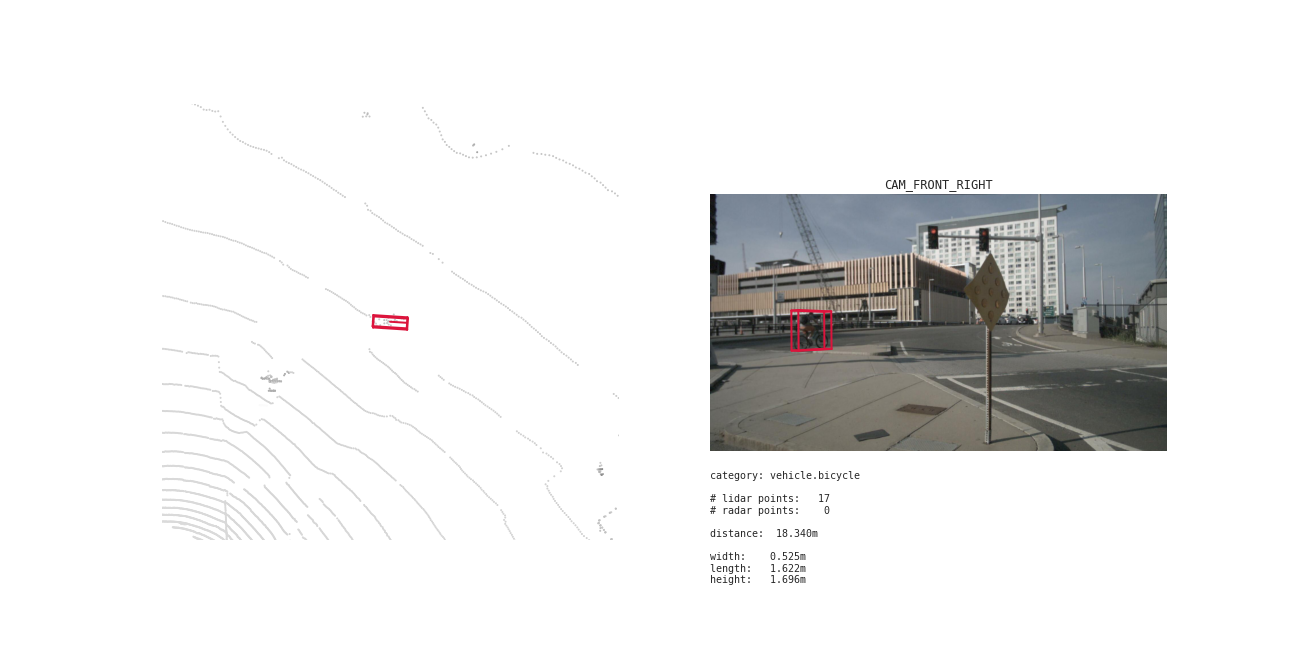 CAM_FRONT_RIGHT
category: vehicle.bicycle
# lidar points: 17
# radar points: 0
distance: 18.340m
width: 0.525m
length: 1.622m
height: 1.696m